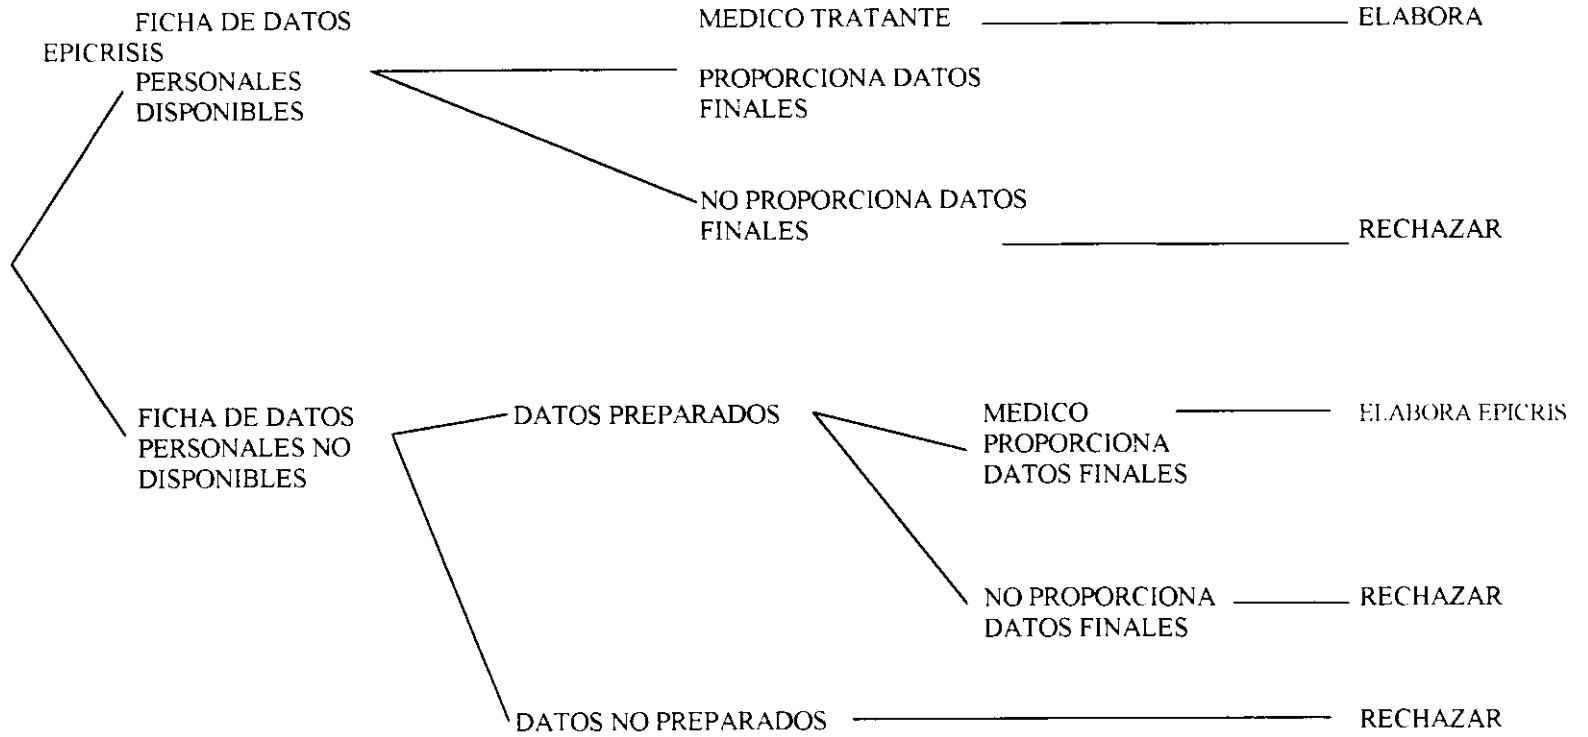 FICHA DE DATOS
MEDICO TRATANTE
ELABORA
EPICRISIS
PERSONALES
DISPONIBLES
PROPORCIONA DATOS
FINALES
NO PROPORCIONA DATOS
FINALES
RECHAZAR
FICHA DE DATOS
PERSONALES NO
DISPONIBLES
DATOS PREPARADOS
MEDICO
PROPORCIONA
DATOS FINALES
ELABORA EPICRIS
NO PROPORCIONA
DATOS FINALES
RECHAZAR
DATOS NO PREPARADOS
RECHAZAR